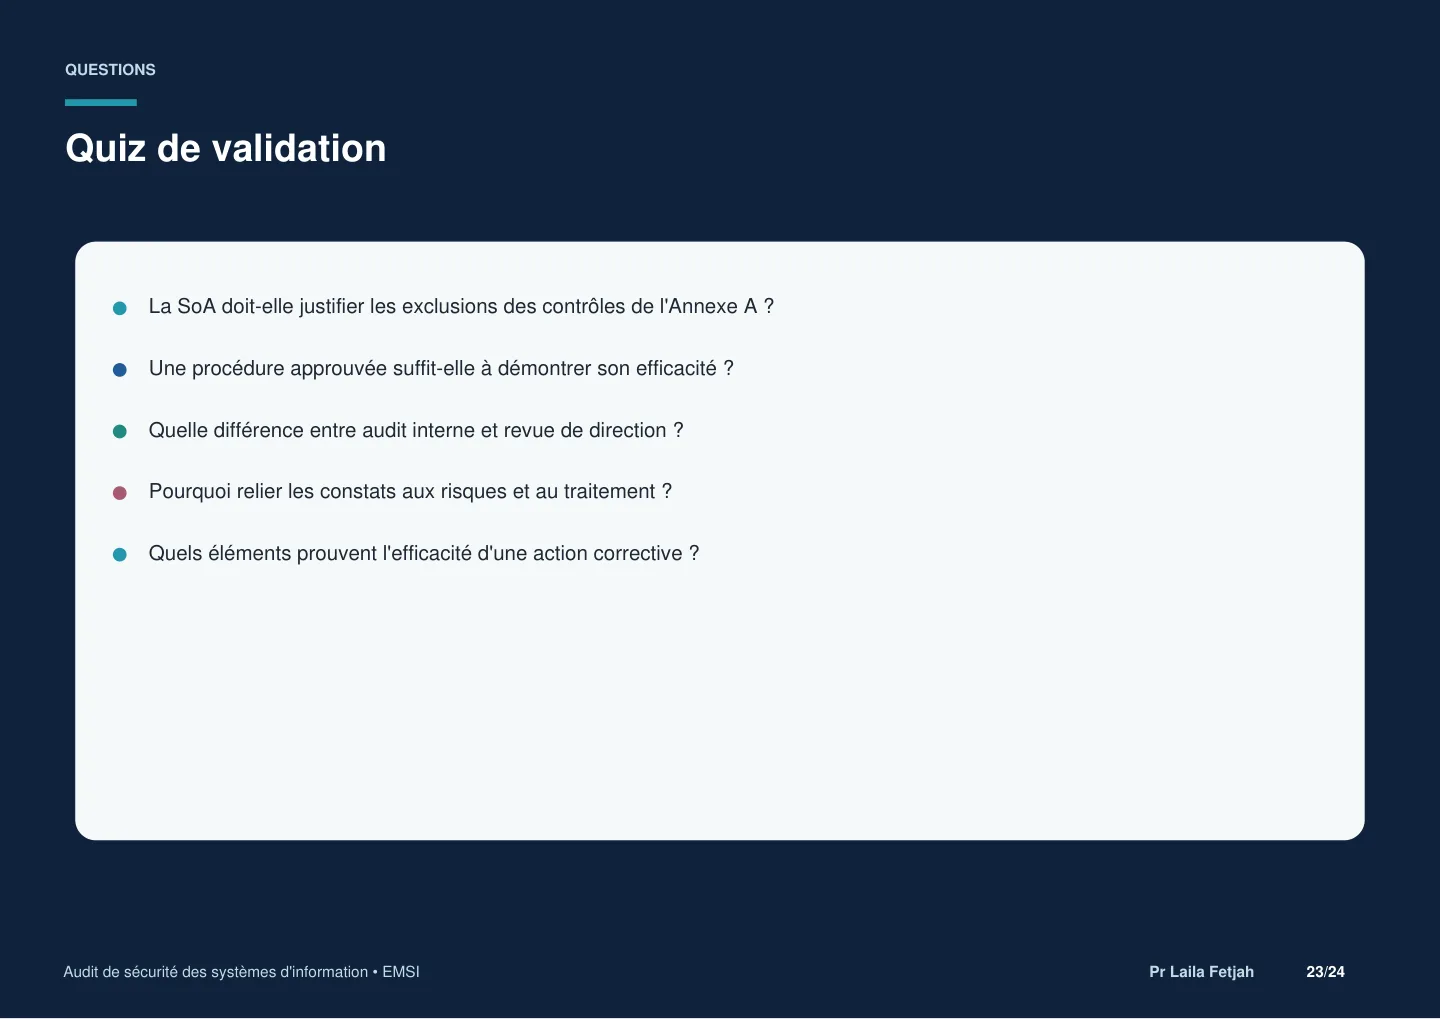 QUESTIONS
Quiz de validation
La SoA doit-elle justifier les exclusions des contrôles de l'Annexe A ?
Une procédure approuvée suffit-elle à démontrer son efficacité ?
Quelle différence entre audit interne et revue de direction ?
Pourquoi relier les constats aux risques et au traitement ?
Quels éléments prouvent l'efficacité d'une action corrective ?
Audit de sécurité des systèmes d'information • EMSI
Pr Laila Fetjah
23/24